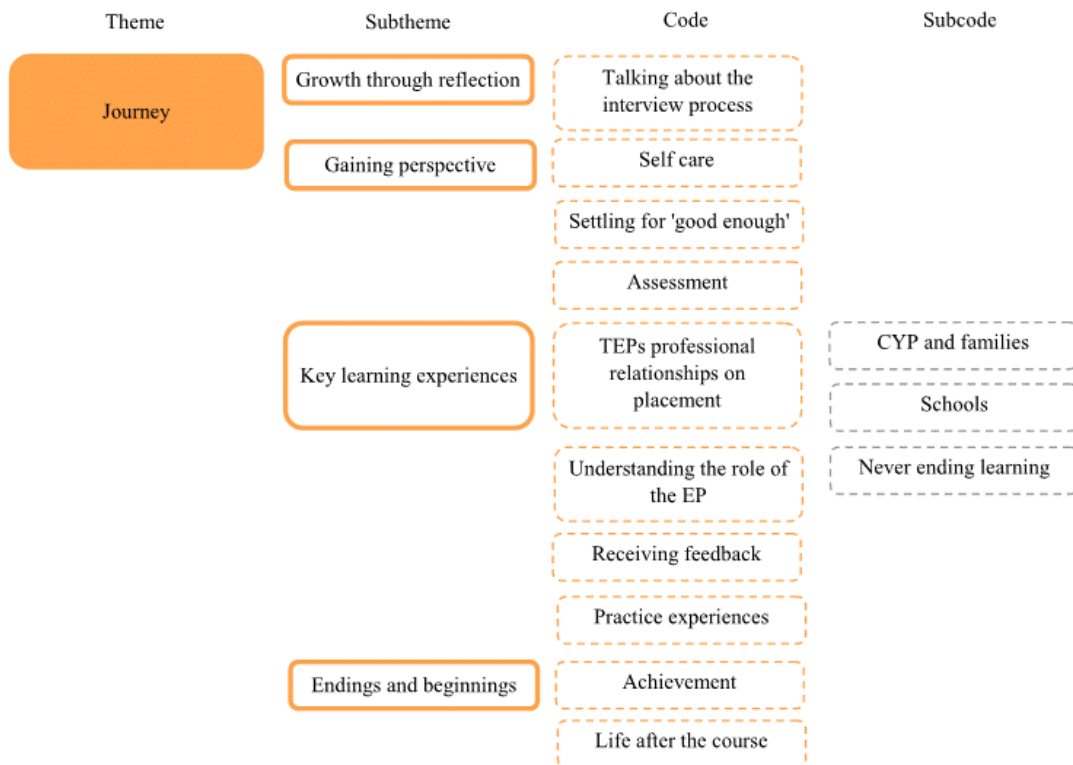 Theme
Subtheme
Code
Subcode
Journey
Growth through reflection
Talking about the
interview process
Gaining perspective
Self care
Settling for 'good enough'
Assessment
Key learning experiences
TEPs professional
relationships on
placement
CYP and families
Schools
Understanding the role of
the EP
Never ending learning
Receiving feedback
Practice experiences
Endings and beginnings
Achievement
Life after the course